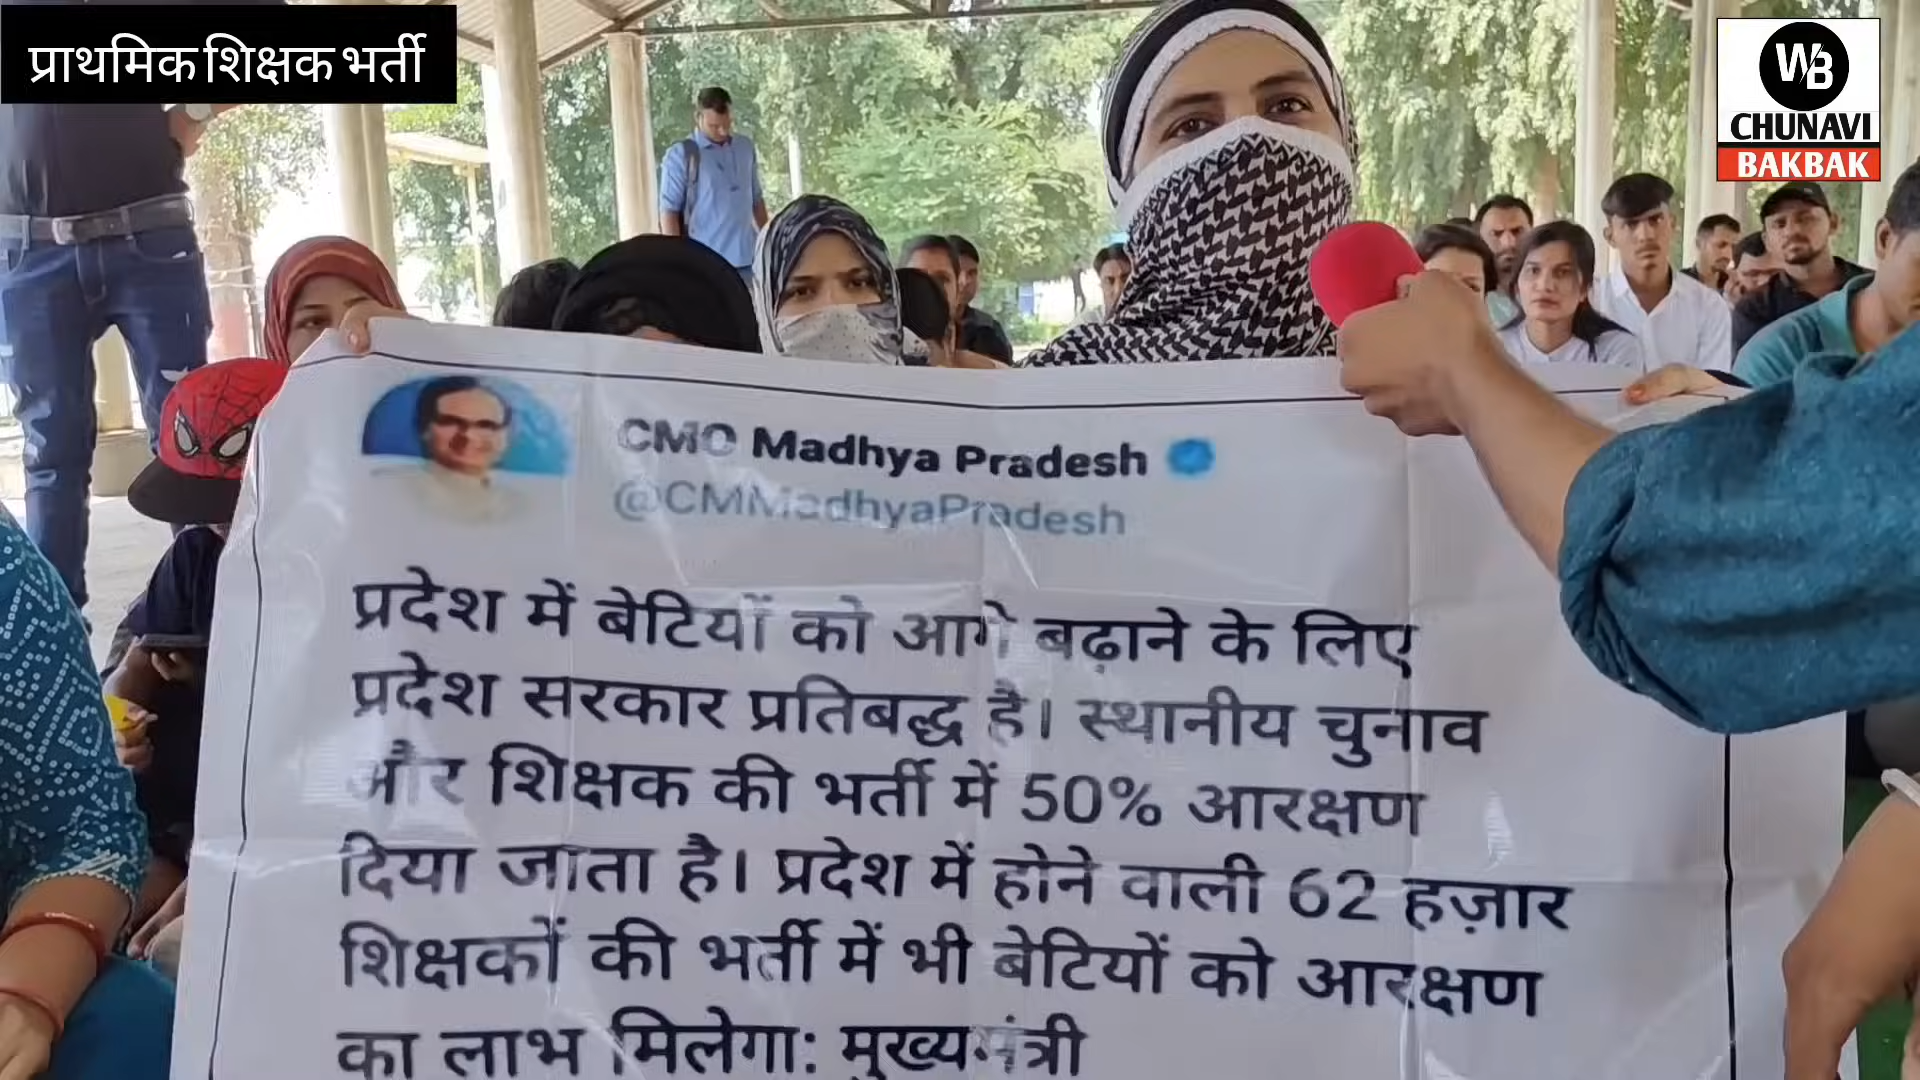 प्राथमिक शिक्षक भर्ती
WB
CHUNAVI
BAKBAK
CMO Madhya Pradesh
@CMMadhyaPradesh
प्रदेश में बेटियों को आगे बढ़ाने के लिए
प्रदेश सरकार प्रतिबद्ध है। स्थानीय चुनाव
और शिक्षक की भर्ती में 50% आरक्षण
दिया जाता है। प्रदेश में होने वाली 62 हज़ार
शिक्षकों की भर्ती में भी बेटियों को आरक्षण
का लाभ मिलेगा: मुख्यमंत्री